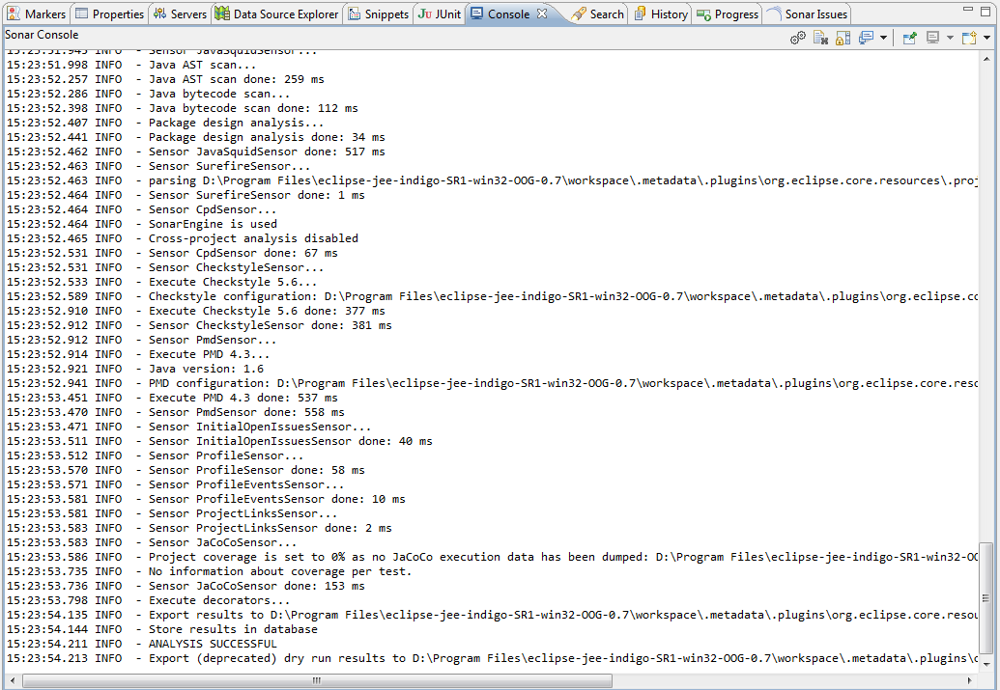 Markers Properties Servers Data Source Explorer Snippets JUnit Console Search History Progress Sonar Issues
Sonar Console
15:23:51.945 INFO  - Sensor JavaSquidSensor...
15:23:51.998 INFO  - Java AST scan...
15:23:52.257 INFO  - Java AST scan done: 259 ms
15:23:52.286 INFO  - Java bytecode scan...
15:23:52.398 INFO  - Java bytecode scan done: 112 ms
15:23:52.407 INFO  - Package design analysis...
15:23:52.441 INFO  - Package design analysis done: 34 ms
15:23:52.462 INFO  - Sensor JavaSquidSensor done: 517 ms
15:23:52.463 INFO  - Sensor SurefireSensor...
15:23:52.463 INFO  - parsing D:\Program Files\eclipse-jee-indigo-SR1-win32-OOG-0.7\workspace\.metadata\.plugins\org.eclipse.core.resources\.proj
15:23:52.464 INFO  - Sensor SurefireSensor done: 1 ms
15:23:52.464 INFO  - Sensor CpdSensor...
15:23:52.464 INFO  - SonarEngine is used
15:23:52.465 INFO  - Cross-project analysis disabled
15:23:52.531 INFO  - Sensor CpdSensor done: 67 ms
15:23:52.531 INFO  - Sensor CheckstyleSensor...
15:23:52.533 INFO  - Execute Checkstyle 5.6...
15:23:52.589 INFO  - Checkstyle configuration: D:\Program Files\eclipse-jee-indigo-SR1-win32-OOG-0.7\workspace\.metadata\.plugins\org.eclipse.co
15:23:52.910 INFO  - Execute Checkstyle 5.6 done: 377 ms
15:23:52.912 INFO  - Sensor CheckstyleSensor done: 381 ms
15:23:52.912 INFO  - Sensor PmdSensor...
15:23:52.914 INFO  - Execute PMD 4.3...
15:23:52.921 INFO  - Java version: 1.6
15:23:52.941 INFO  - PMD configuration: D:\Program Files\eclipse-jee-indigo-SR1-win32-OOG-0.7\workspace\.metadata\.plugins\org.eclipse.core.reso
15:23:53.451 INFO  - Execute PMD 4.3 done: 537 ms
15:23:53.470 INFO  - Sensor PmdSensor done: 558 ms
15:23:53.471 INFO  - Sensor InitialOpenIssuesSensor...
15:23:53.511 INFO  - Sensor InitialOpenIssuesSensor done: 40 ms
15:23:53.512 INFO  - Sensor ProfileSensor...
15:23:53.570 INFO  - Sensor ProfileSensor done: 58 ms
15:23:53.571 INFO  - Sensor ProfileEventsSensor...
15:23:53.581 INFO  - Sensor ProfileEventsSensor done: 10 ms
15:23:53.581 INFO  - Sensor ProjectLinksSensor...
15:23:53.583 INFO  - Sensor ProjectLinksSensor done: 2 ms
15:23:53.583 INFO  - Sensor JaCoCoSensor...
15:23:53.586 INFO  - Project coverage is set to 0% as no JaCoCo execution data has been dumped: D:\Program Files\eclipse-jee-indigo-SR1-win32-OO
15:23:53.735 INFO  - No information about coverage per test.
15:23:53.736 INFO  - Sensor JaCoCoSensor done: 153 ms
15:23:53.798 INFO  - Execute decorators...
15:23:54.135 INFO  - Export results to D:\Program Files\eclipse-jee-indigo-SR1-win32-OOG-0.7\workspace\.metadata\.plugins\org.eclipse.core.resou
15:23:54.144 INFO  - Store results in database
15:23:54.211 INFO  - ANALYSIS SUCCESSFUL
15:23:54.213 INFO  - Export (deprecated) dry run results to D:\Program Files\eclipse-jee-indigo-SR1-win32-OOG-0.7\workspace\.metadata\.plugins\o